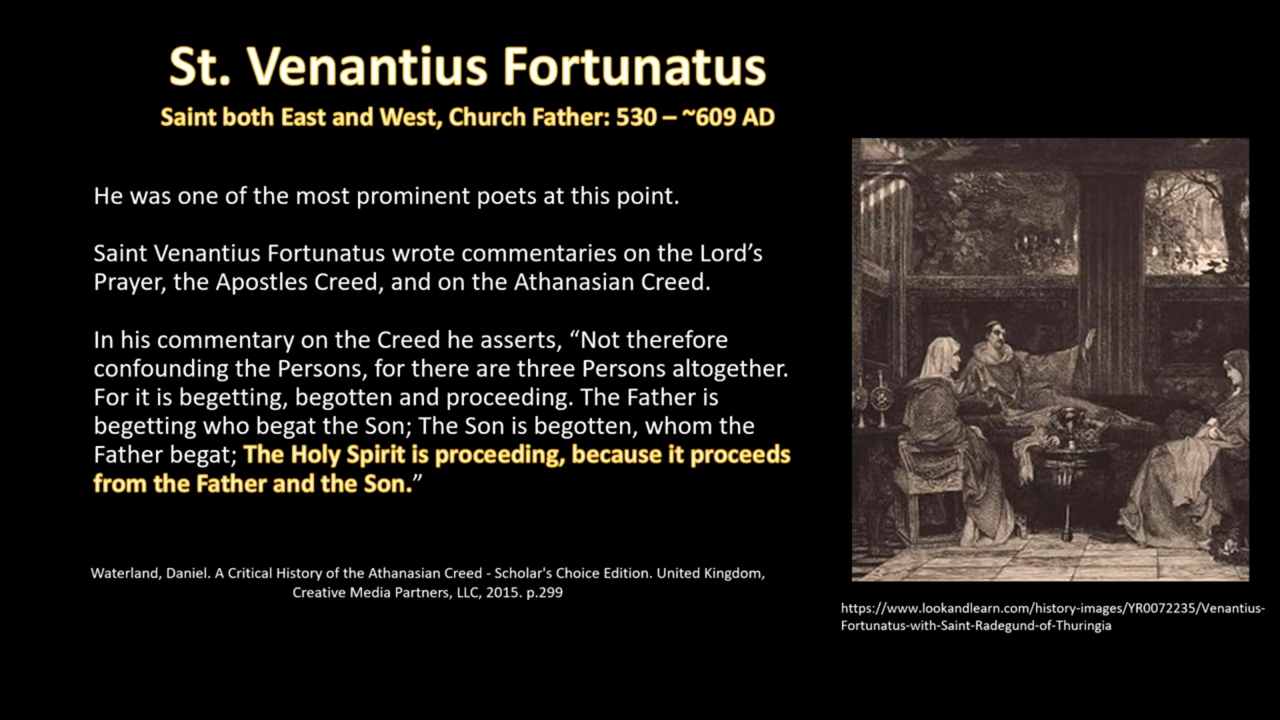 St. Venantius Fortunatus
Saint both East and West, Church Father: 530 – ~609 AD
He was one of the most prominent poets at this point.
Saint Venantius Fortunatus wrote commentaries on the Lord’s
Prayer, the Apostles Creed, and on the Athanasian Creed.
In his commentary on the Creed he asserts, “Not therefore
confounding the Persons, for there are three Persons altogether.
For it is begetting, begotten and proceeding. The Father is
begetting who begat the Son; The Son is begotten, whom the
Father begat; The Holy Spirit is proceeding, because it proceeds
from the Father and the Son.”
Waterland, Daniel. A Critical History of the Athanasian Creed - Scholar's Choice Edition. United Kingdom,
Creative Media Partners, LLC, 2015. p.299
https://www.lookandlearn.com/history-images/YR0072235/Venantius-
Fortunatus-with-Saint-Radegund-of-Thuringia